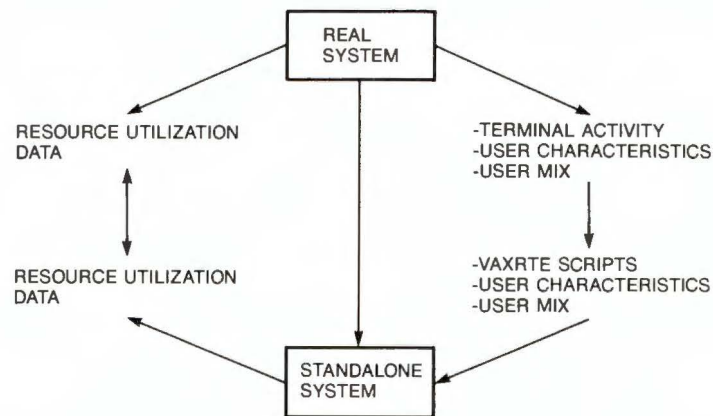 REAL
SYSTEM
RESOURCE UTILIZATION
DATA
-TERMINAL ACTIVITY
-USER CHARACTERISTICS
-USER MIX
RESOURCE UTILIZATION
DATA
-VAXRTE SCRIPTS
-USER CHARACTERISTICS
-USER MIX
STANDALONE
SYSTEM